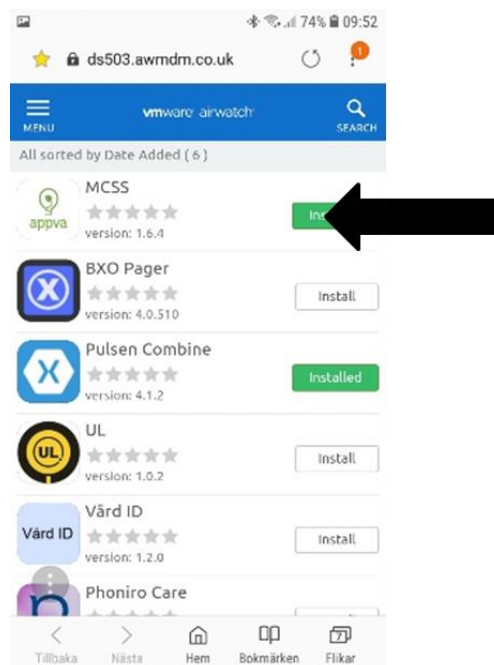 74% 09:52
ds503.awmdm.co.uk
1
MENU
vmware airwatch
SEARCH
All sorted by Date Added ( 6 )
MCSS
appva
version: 1.6.4
BXO Pager
Install
version: 4.0.510
Pulsen Combine
Installed
version: 4.1.2
UL
UL
Install
version: 1.0.2
Vård ID
Vård ID
Install
version: 1.2.0
Phoniro Care
Tillbaka Nästa Hem Bokmärken Flikar
7